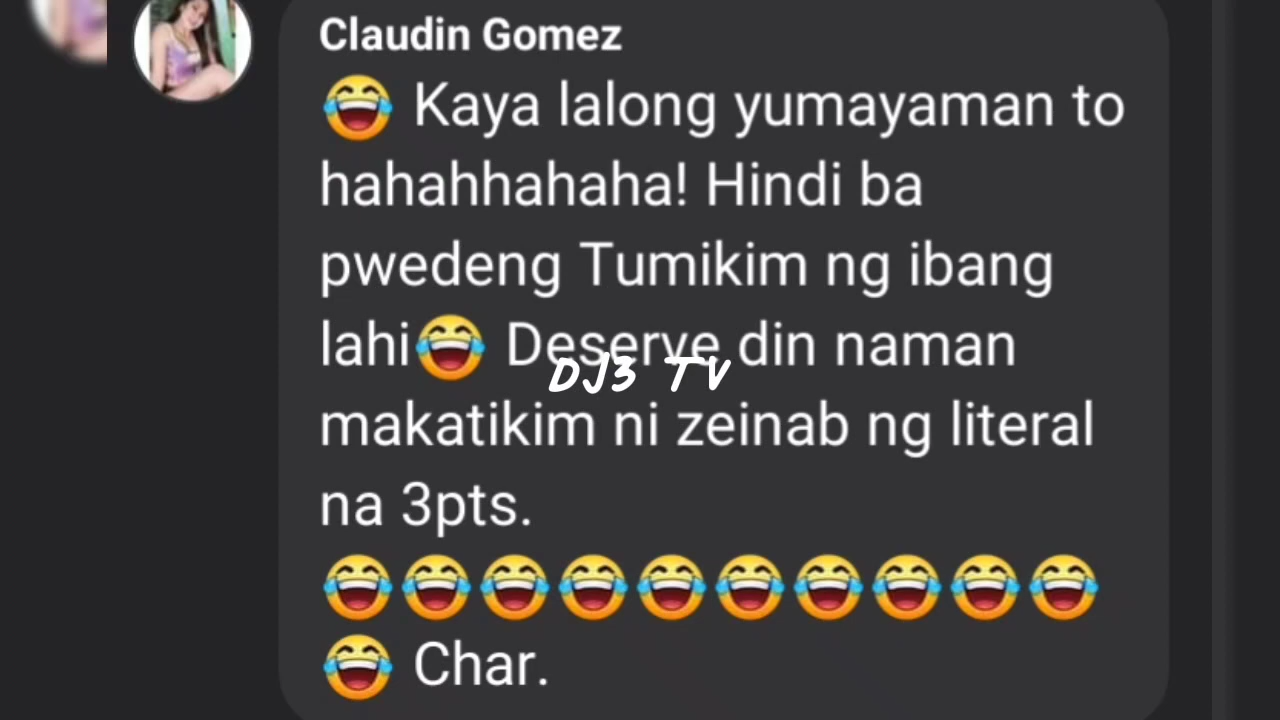 Claudin Gomez
😂 Kaya lalong yumayaman to
hahahhahaha! Hindi ba
pwedeng Tumikim ng ibang
lahi😂 Deserve din naman
DJ3 TV
makatikim ni zeinab ng literal
na 3pts.
😂😂😂😂😂😂😂😂😂😂
😂 Char.